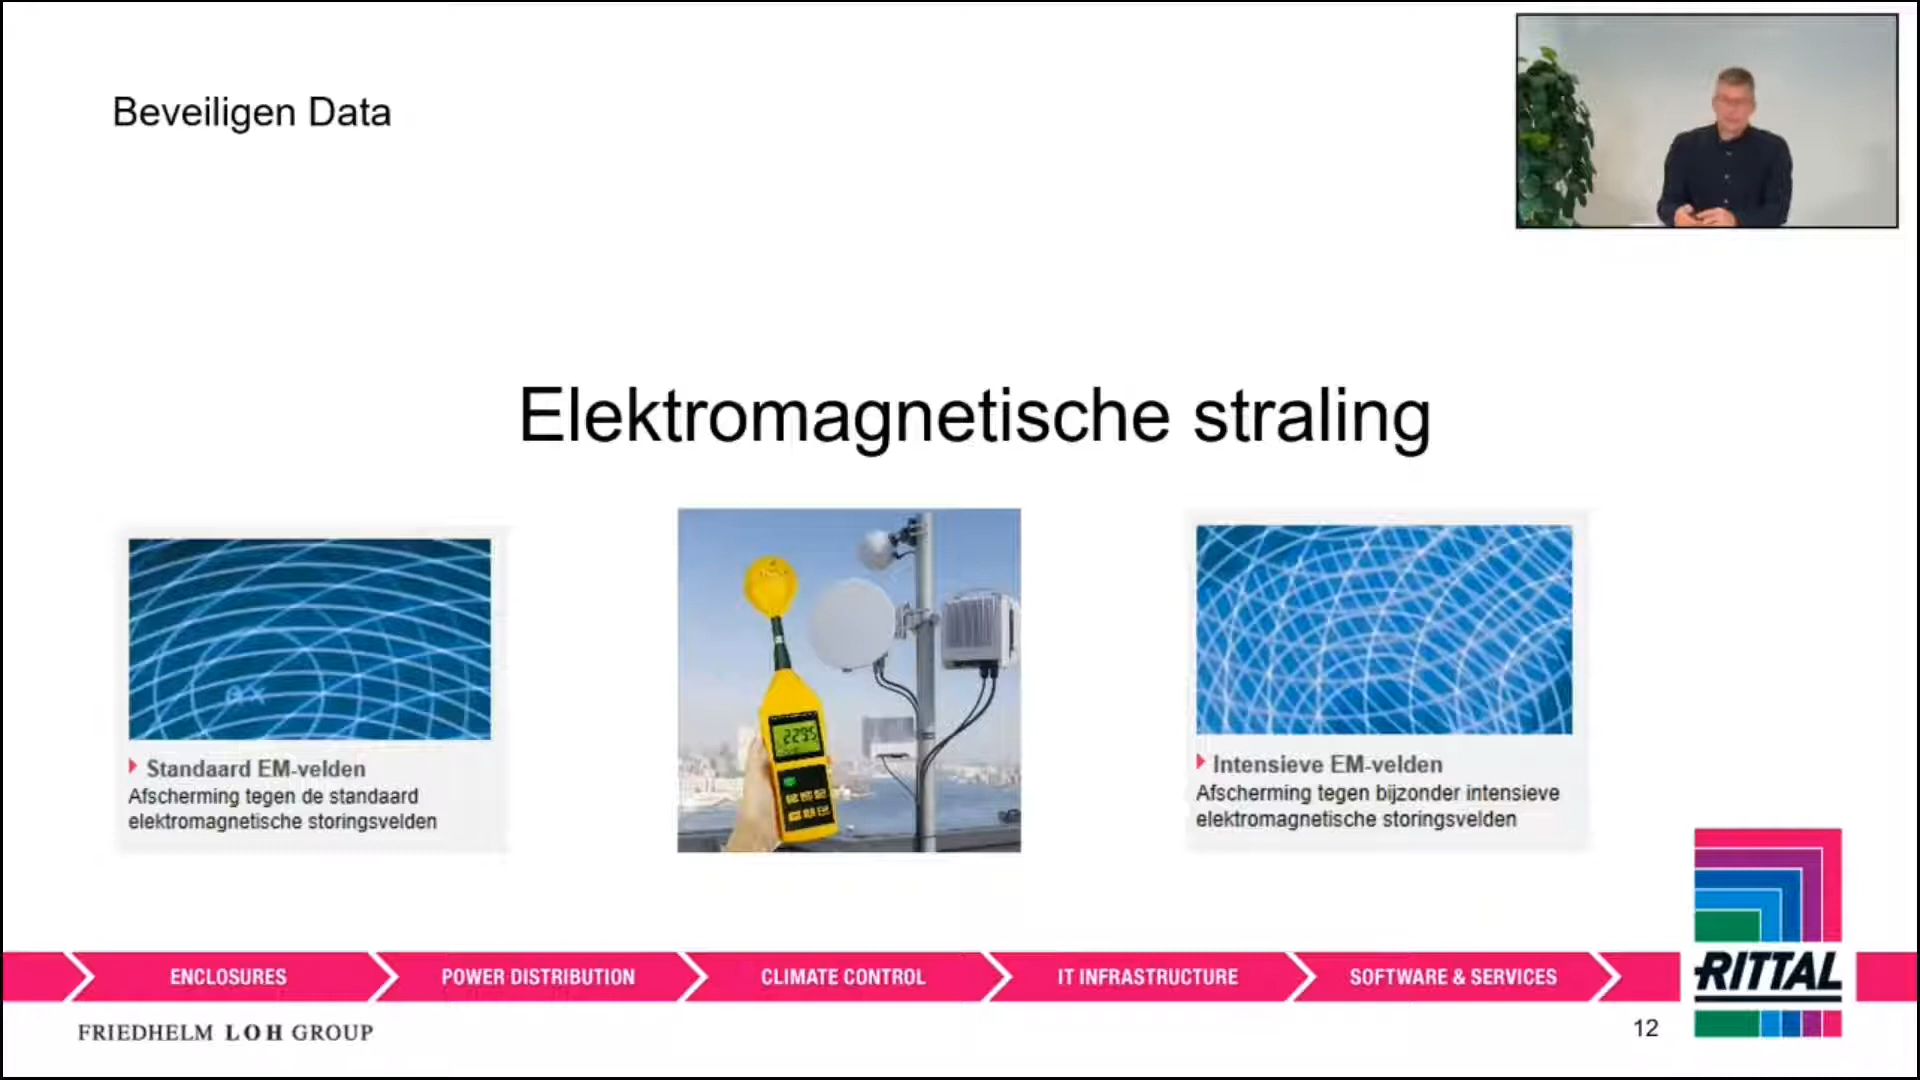 Beveiligen Data
Elektromagnetische straling
Standaard EM-velden
Afscherming tegen de standaard
elektromagnetische storingsvelden
2295
Intensieve EM-velden
Afscherming tegen bijzonder intensieve
elektromagnetische storingsvelden
ENCLOSURES
POWER DISTRIBUTION
CLIMATE CONTROL
IT INFRASTRUCTURE
SOFTWARE & SERVICES
RITTAL
FRIEDHELM LOH GROUP
12